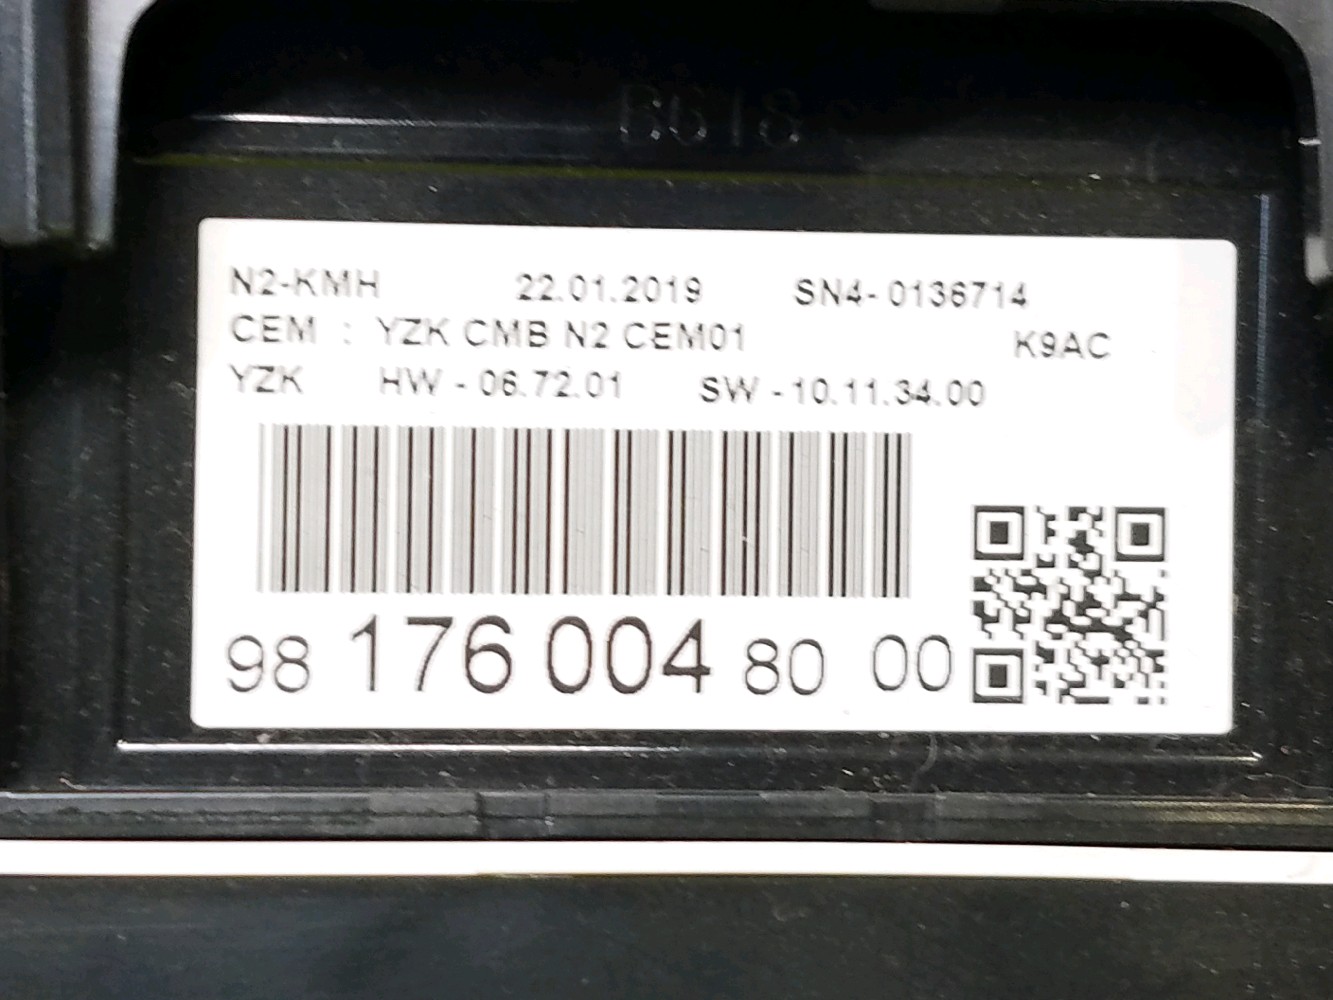 N2-KMH 22.01.2019 SN4-0136714
CEM : YZK CMB N2 CEM01 K9AC
YZK HW - 06.72.01 SW - 10.11.34.00
98 176 004 80 00